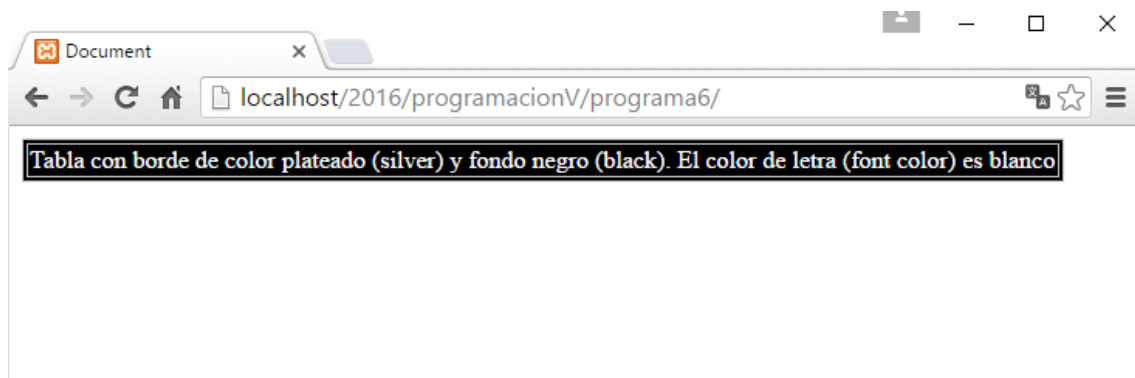 Document
localhost/2016/programacionV/programa6/
Tabla con borde de color plateado (silver) y fondo negro (black). El color de letra (font color) es blanco